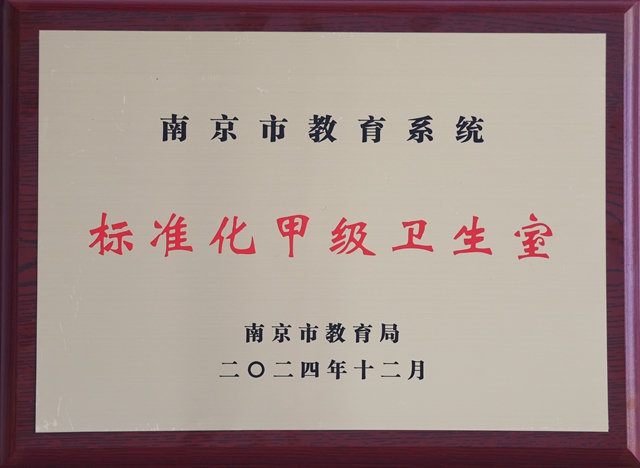 南京市教育系统
标准化甲级卫生室
南京市教育局
二〇二四年十二月